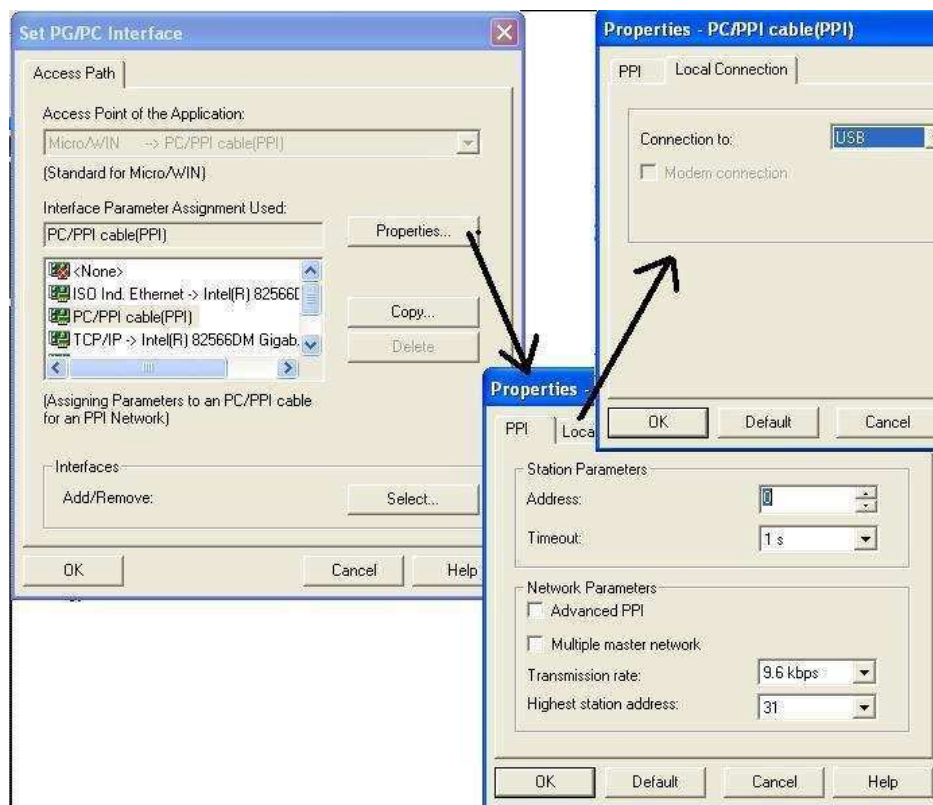 Set PG/PC Interface
Access Path
Access Point of the Application:
Micro/WIN --> PC/PPI cable(PPI)
(Standard for Micro/WIN)
Interface Parameter Assignment Used:
PC/PPI cable(PPI)
Properties...
<None>
ISO Ind. Ethernet -> Intel(R) 82566D
PC/PPI cable(PPI)
TCP/IP -> Intel(R) 82566DM Gigab.
Copy...
Delete
(Assigning Parameters to an PC/PPI cable
for an PPI Network)
Interfaces
Add/Remove:
Select...
OK
Cancel
Help
Properties - PC/PPI cable(PPI)
PPI
Local Connection
Connection to:
USB
Modem connection
OK
Default
Cancel
Properties -
PPI
Loca
Station Parameters
Address:
0
Timeout:
1 s
Network Parameters
Advanced PPI
Multiple master network
Transmission rate:
9.6 kbps
Highest station address:
31
OK
Default
Cancel
Help